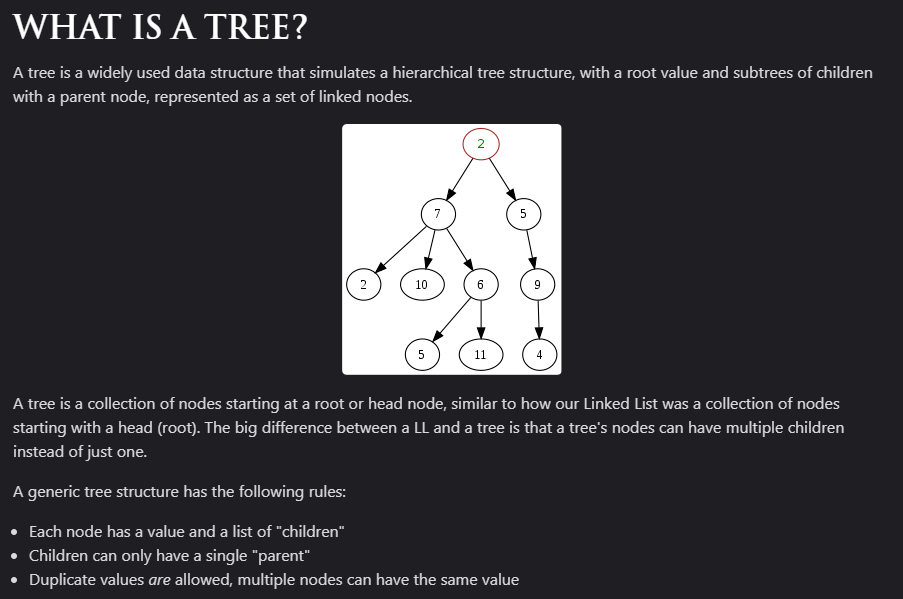 WHAT IS A TREE?
A tree is a widely used data structure that simulates a hierarchical tree structure, with a root value and subtrees of children
with a parent node, represented as a set of linked nodes.
2
7 5
2 10 6 9
5 11 4
A tree is a collection of nodes starting at a root or head node, similar to how our Linked List was a collection of nodes
starting with a head (root). The big difference between a LL and a tree is that a tree's nodes can have multiple children
instead of just one.
A generic tree structure has the following rules:
• Each node has a value and a list of "children"
• Children can only have a single "parent"
• Duplicate values are allowed, multiple nodes can have the same value